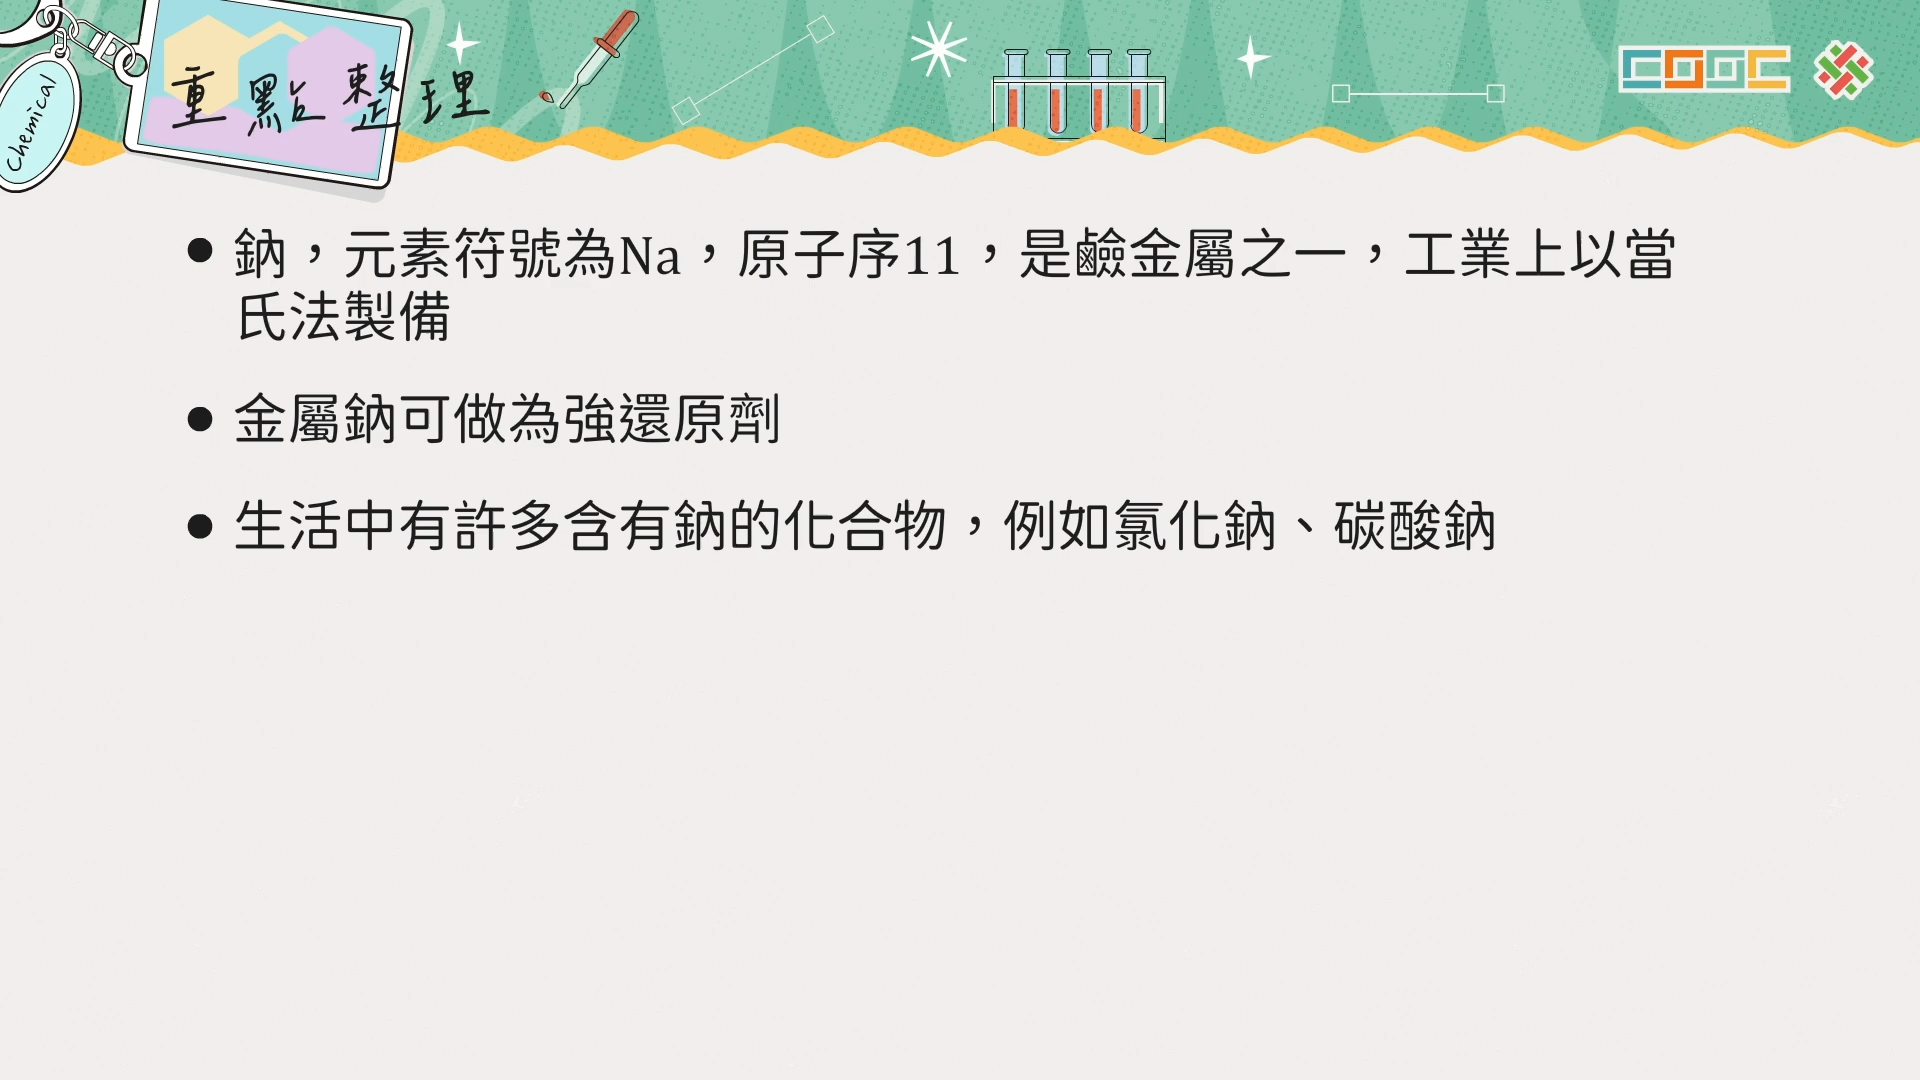 Chemical
重點整理
COOC
● 鈉，元素符號為Na，原子序11，是鹼金屬之一，工業上以當
氏法製備
● 金屬鈉可做為強還原劑
● 生活中有許多含有鈉的化合物，例如氯化鈉、碳酸鈉